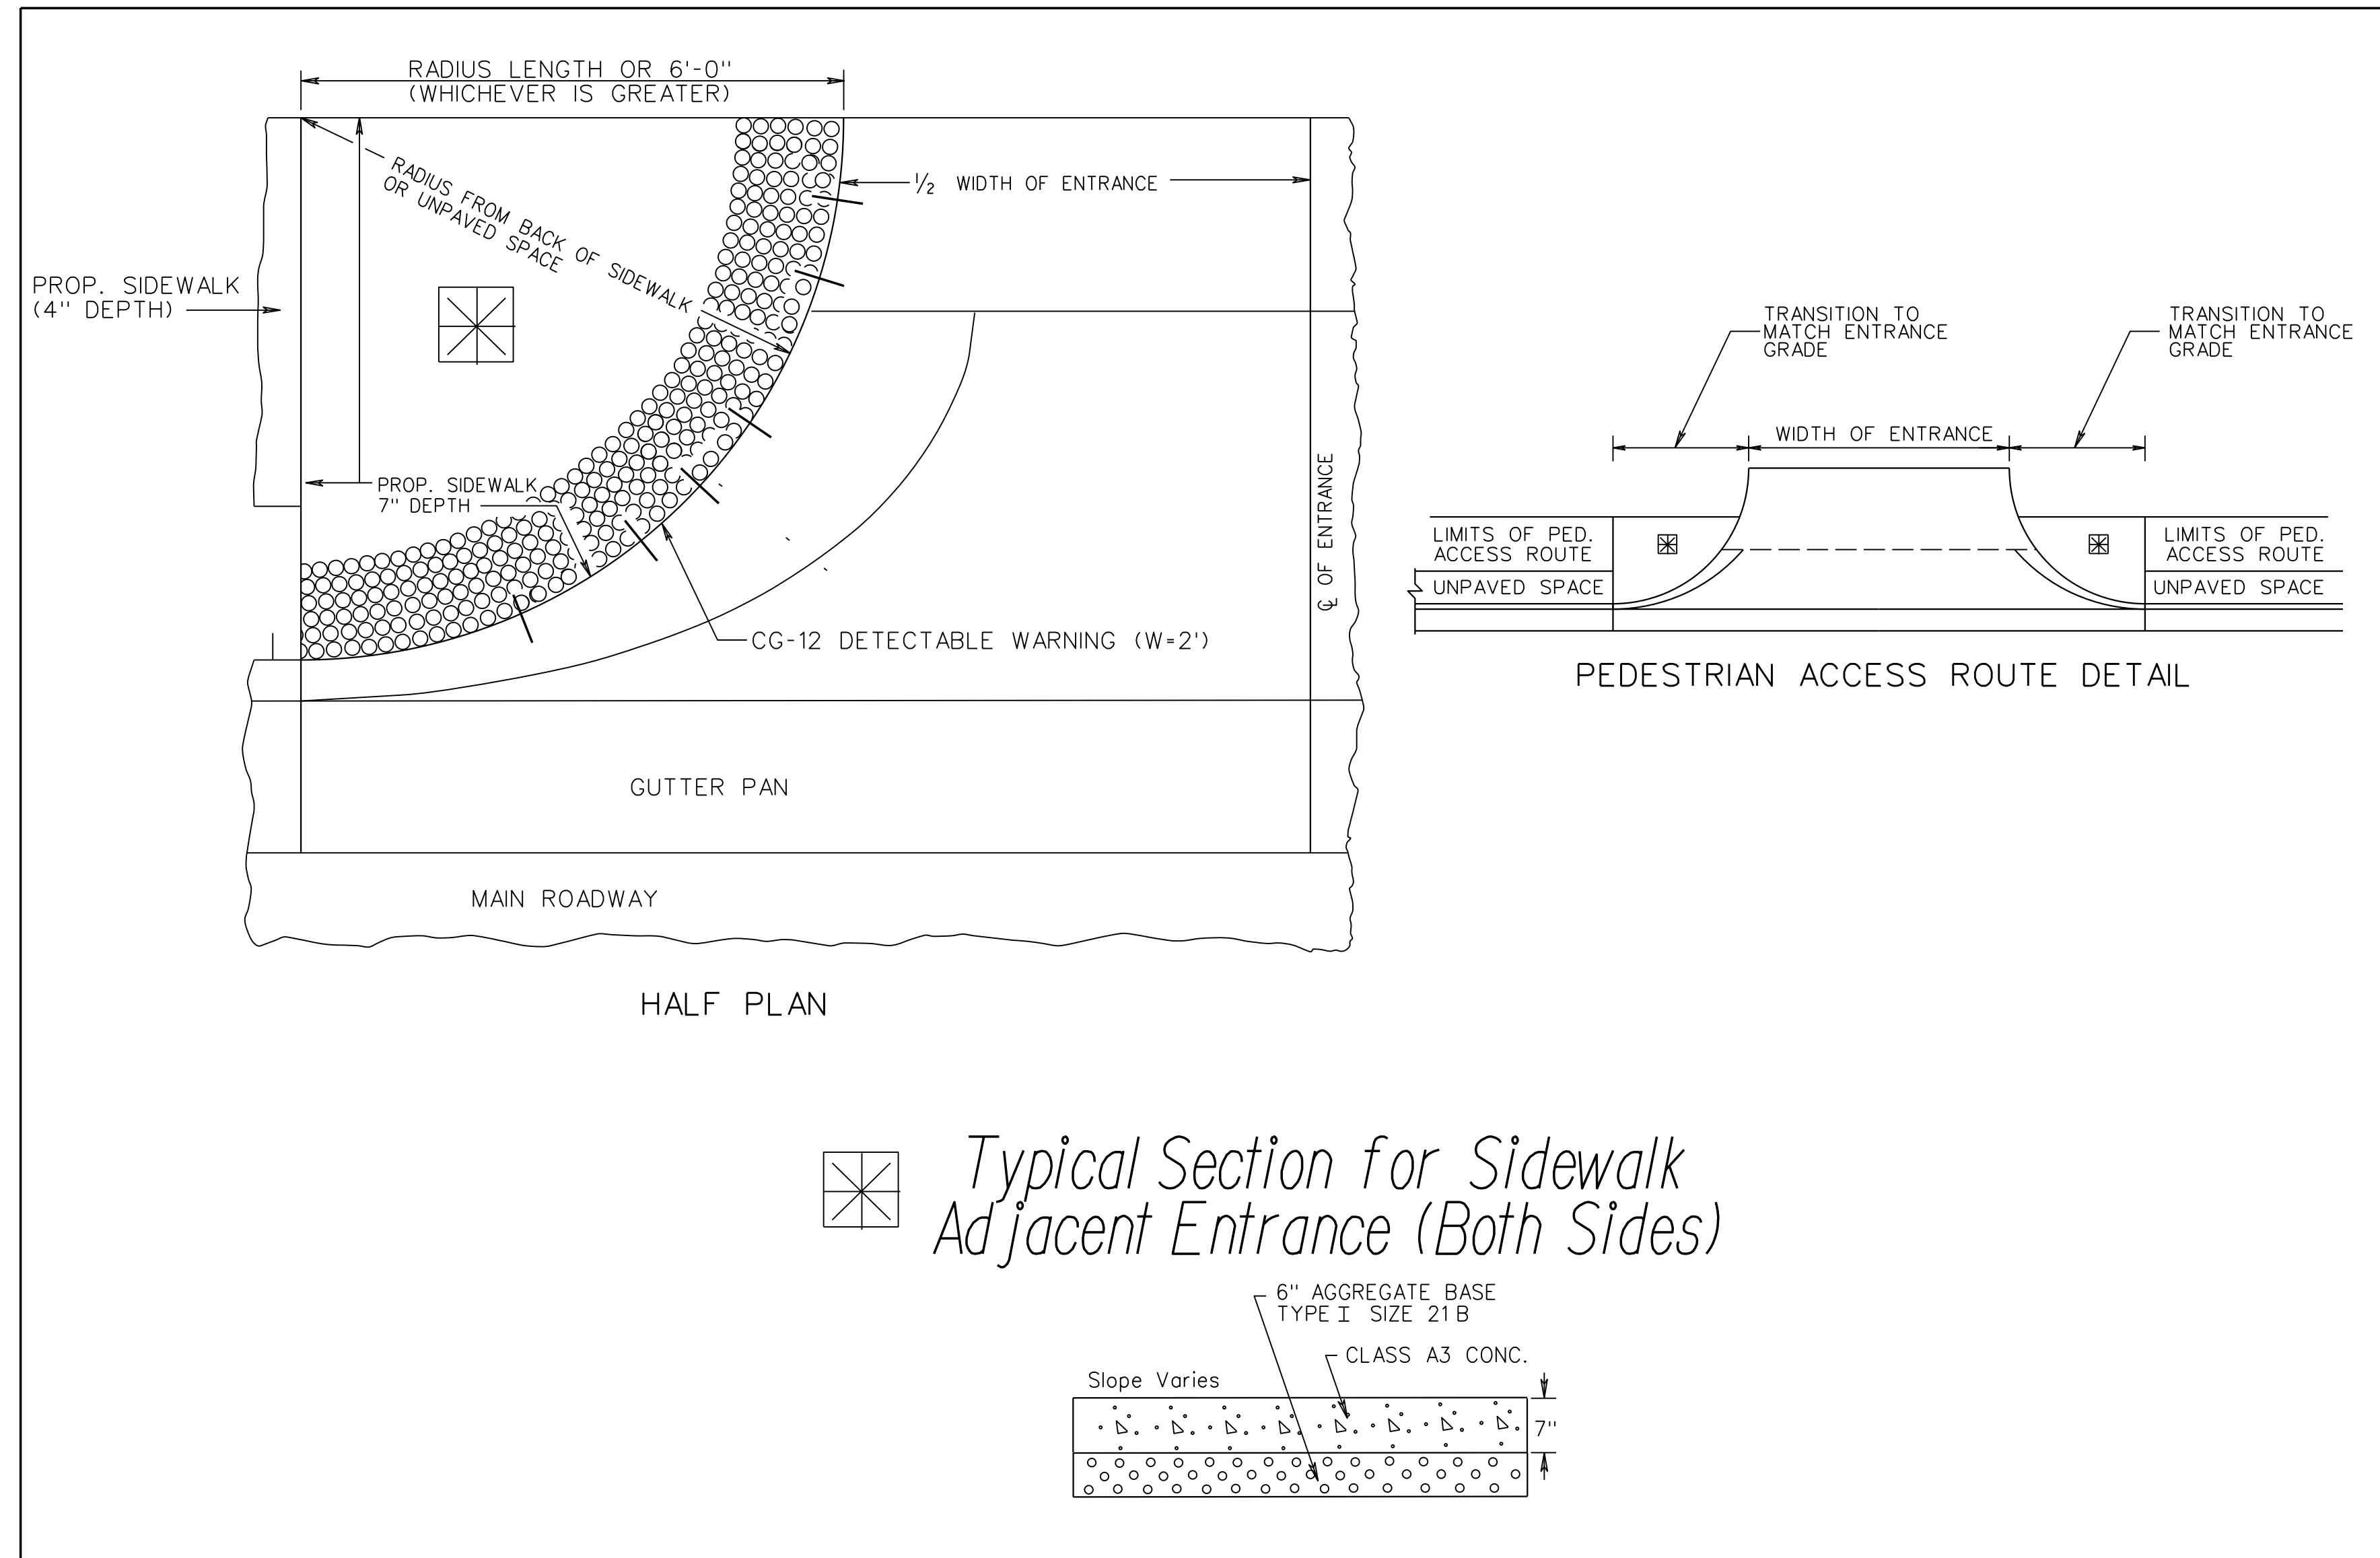 RADIUS LENGTH OR 6'-0"
(WHICHEVER IS GREATER)
RADIUS FROM BACK OF SIDEWALK
OR UNPAVED SPACE
½ WIDTH OF ENTRANCE
PROP. SIDEWALK
(4" DEPTH)
PROP. SIDEWALK
7" DEPTH
℄ OF ENTRANCE
CG-12 DETECTABLE WARNING (W=2')
GUTTER PAN
MAIN ROADWAY
HALF PLAN
TRANSITION TO
MATCH ENTRANCE
GRADE
TRANSITION TO
MATCH ENTRANCE
GRADE
WIDTH OF ENTRANCE
LIMITS OF PED.
ACCESS ROUTE
UNPAVED SPACE
LIMITS OF PED.
ACCESS ROUTE
UNPAVED SPACE
PEDESTRIAN ACCESS ROUTE DETAIL
Typical Section for Sidewalk
Adjacent Entrance (Both Sides)
6" AGGREGATE BASE
TYPE I SIZE 21B
CLASS A3 CONC.
Slope Varies
7"